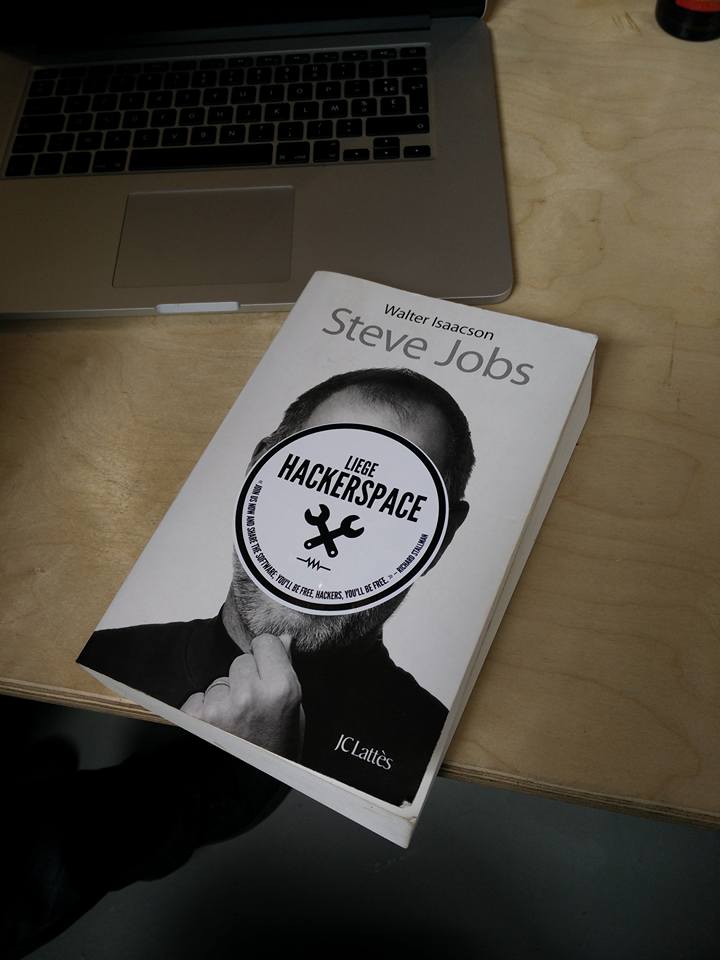 Walter Isaacson
Steve Jobs
LIEGE
HACKERSPACE
« JOIN US NOW AND SHARE THE SOFTWARE; YOU'LL BE FREE, HACKERS, YOU'LL BE FREE. » - RICHARD STALLMAN
JC Lattès